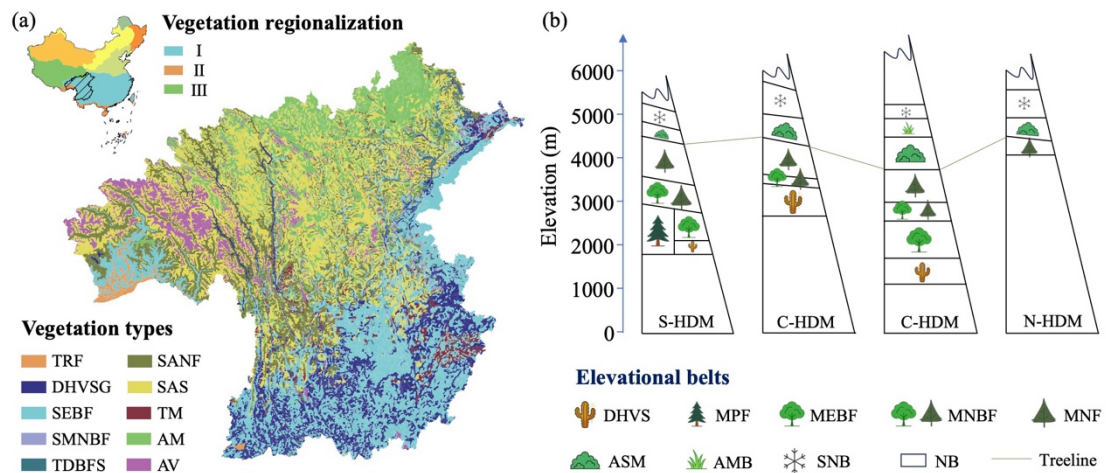 (a)
Vegetation regionalization
I
II
III
Vegetation types
TRF
SANF
DHVSG
SAS
SEBF
TM
SMNBF
AM
TDBFS
AV
(b)
Elevation (m)
6000
5000
4000
3000
2000
1000
0
S-HDM
C-HDM
C-HDM
N-HDM
Elevational belts
DHVS
MPF
MEBF
MNBF
MNF
ASM
AMB
SNB
NB
Treeline